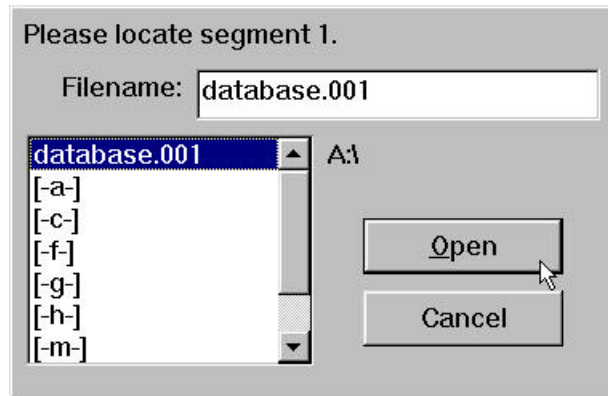 Please locate segment 1.
Filename: database.001
database.001
A:\
[-a-]
[-c-]
[-f-]
[-g-]
[-h-]
[-m-]
Open
Cancel